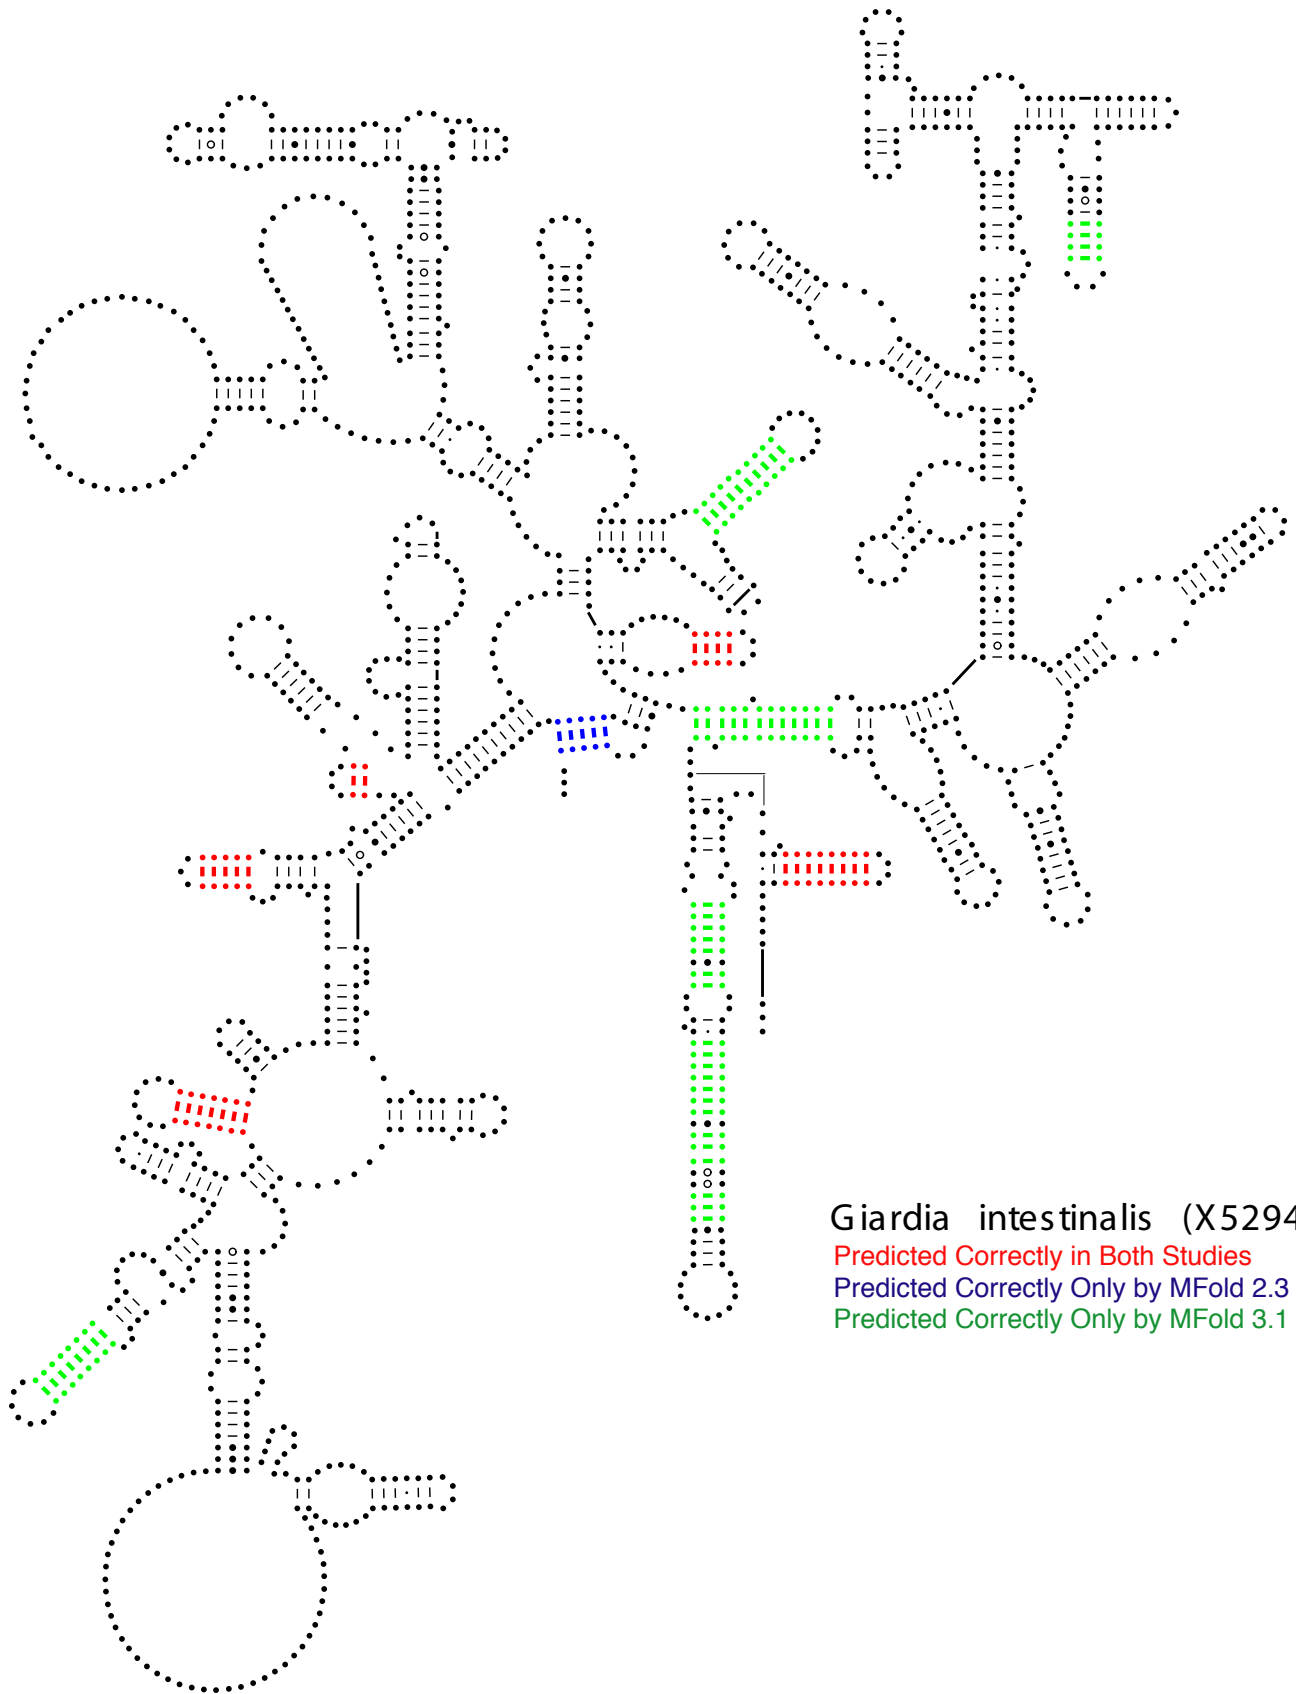 Giardia intestinalis (X5294
Predicted Correctly in Both Studies
Predicted Correctly Only by MFold 2.3
Predicted Correctly Only by MFold 3.1